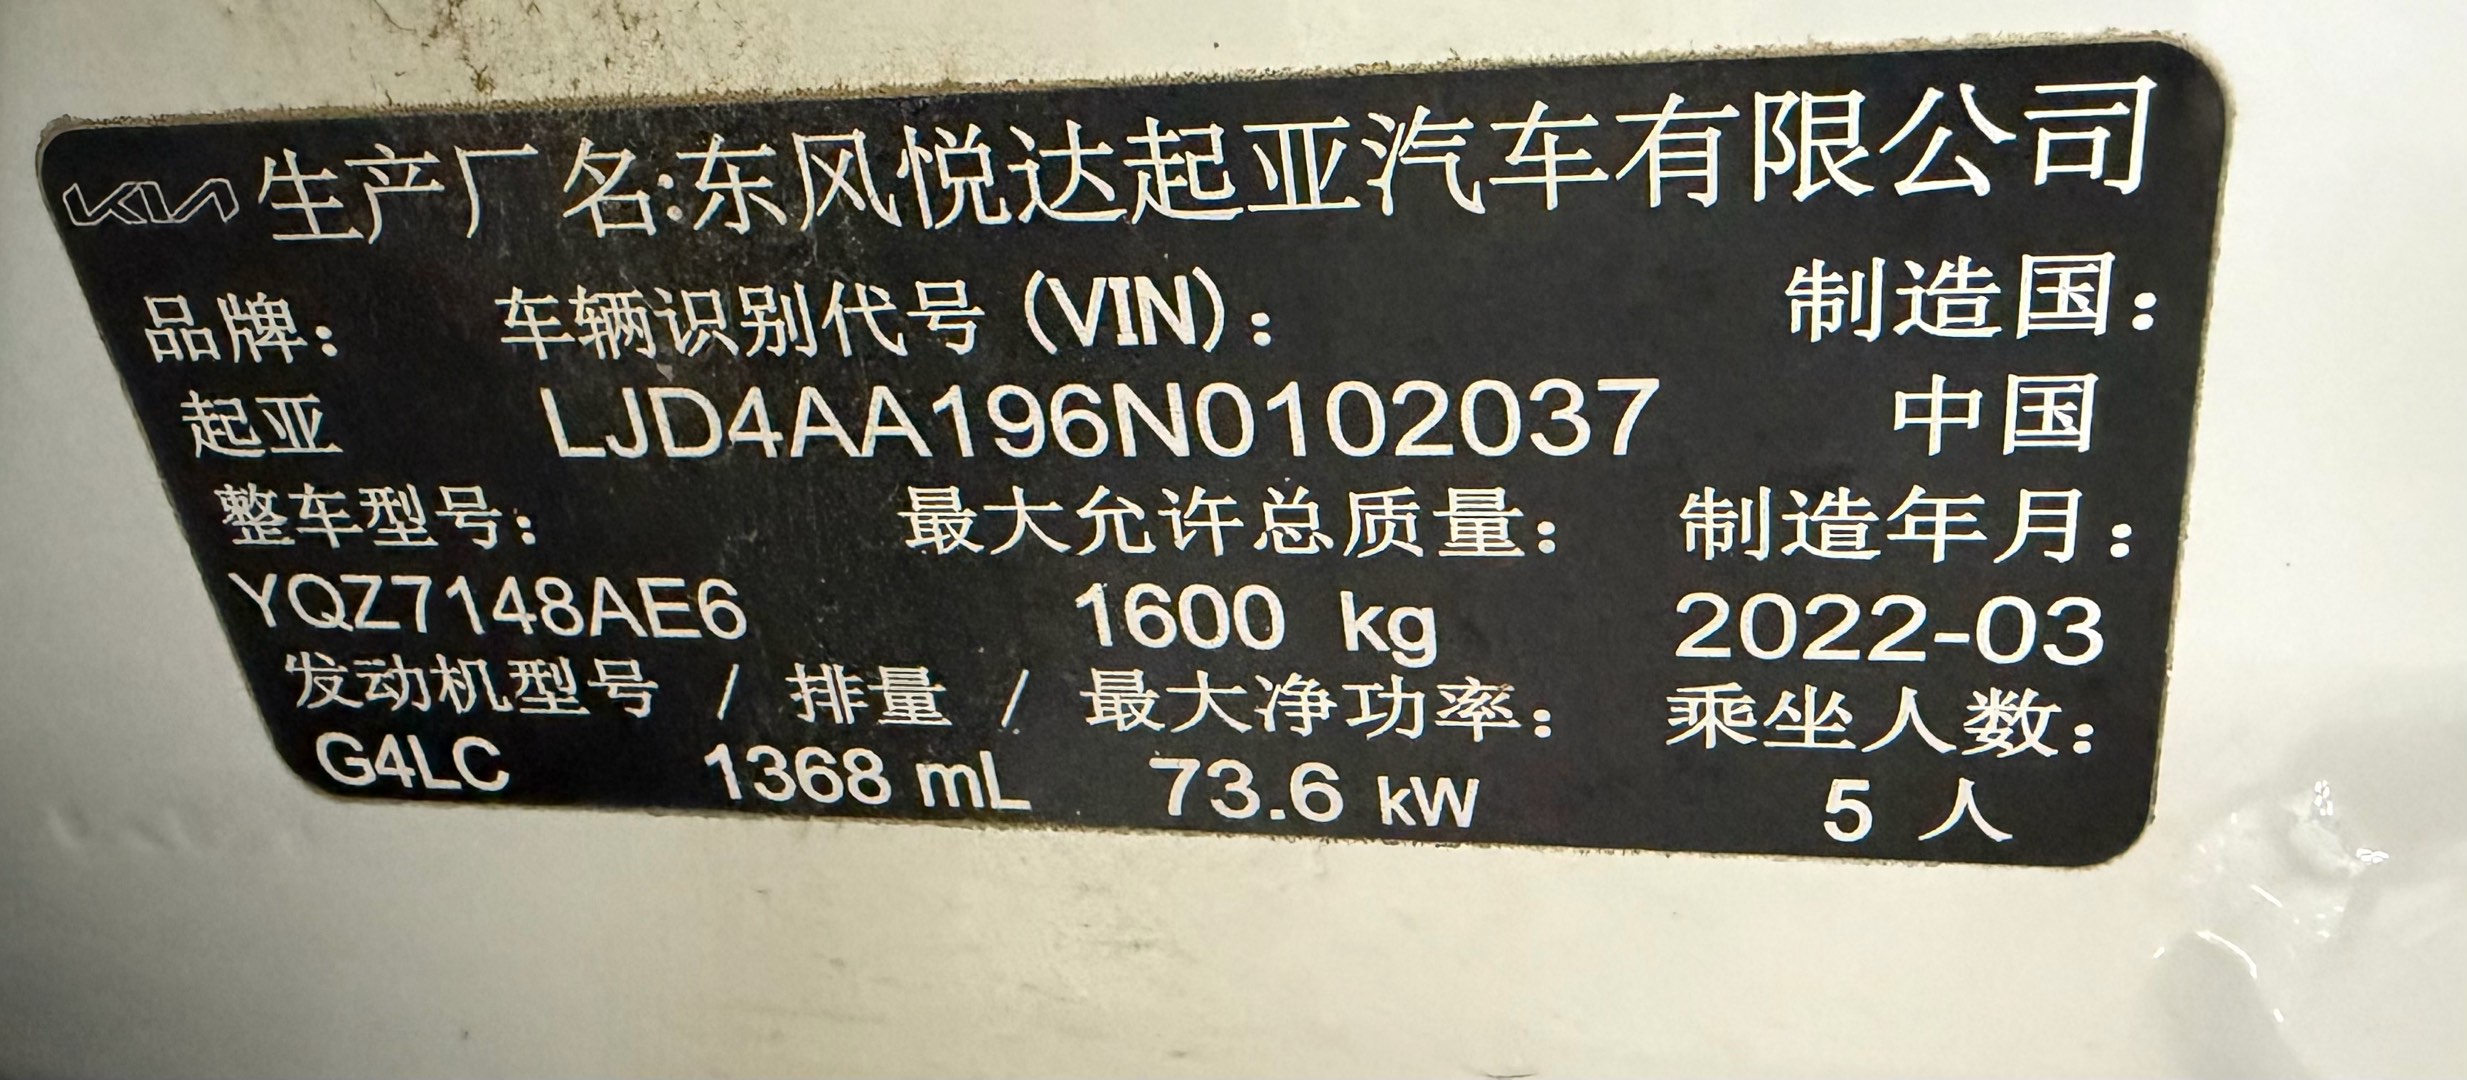 KIA 生产厂 名:东风悦达起亚汽车有限公司
品牌: 车辆识别代号 (VIN): 制造国:
起亚 LJD4AA196N0102037 中国
整车型号: 最大允许总质量: 制造年月:
YQZ7148AE6 1600 kg 2022-03
发动机型号 / 排量 / 最大净功率: 乘坐人数:
G4LC 1368 mL 73.6 kW 5 人